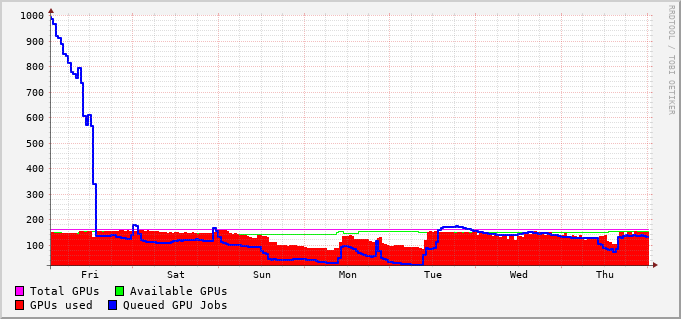 1000
900
800
700
600
500
400
300
200
100
Fri Sat Sun Mon Tue Wed Thu
Total GPUs Available GPUs
GPUs used Queued GPU Jobs
RRDTOOL / TOBI OETIKER